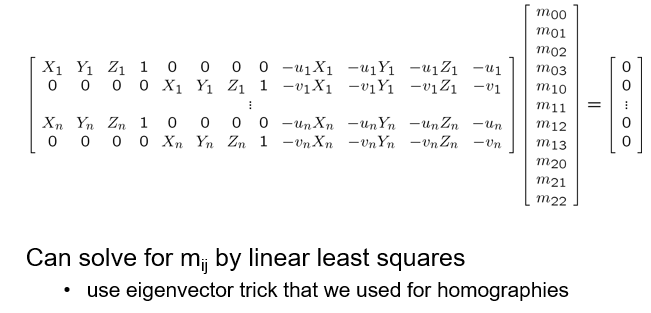 m₀₀
m₀₁
m₀₂
X₁ Y₁ Z₁ 1 0 0 0 0 −u₁X₁ −u₁Y₁ −u₁Z₁ −u₁ m₀₃ 0
0 0 0 0 X₁ Y₁ Z₁ 1 −v₁X₁ −v₁Y₁ −v₁Z₁ −v₁ m₁₀ 0
⋮ m₁₁ = ⋮
Xₙ Yₙ Zₙ 1 0 0 0 0 −uₙXₙ −uₙYₙ −uₙZₙ −uₙ m₁₂ 0
0 0 0 0 Xₙ Yₙ Zₙ 1 −vₙXₙ −vₙYₙ −vₙZₙ −vₙ m₁₃ 0
m₂₀
m₂₁
m₂₂
Can solve for mᵢⱼ by linear least squares
• use eigenvector trick that we used for homographies